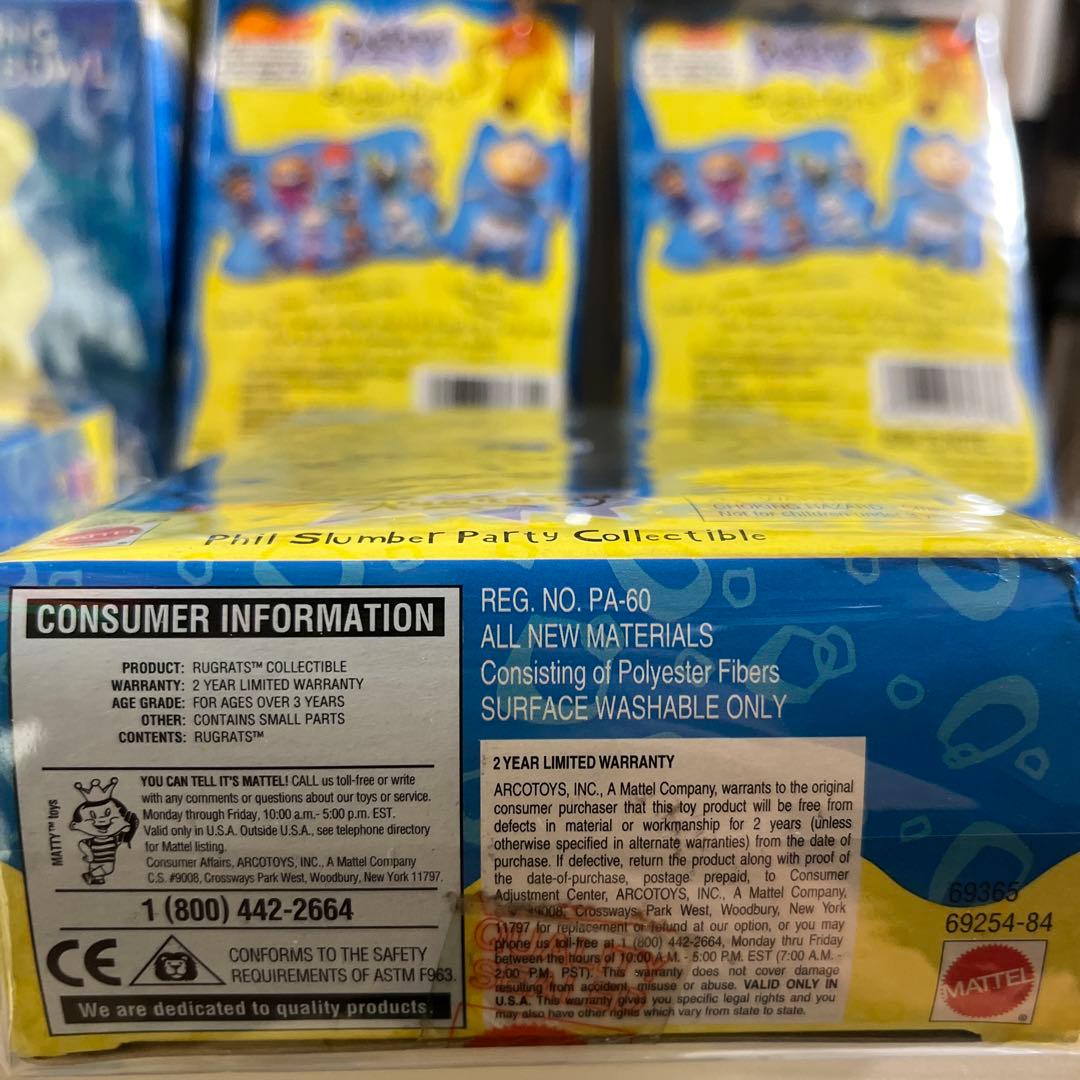 Phil Slumber Party Collectible
CONSUMER INFORMATION
PRODUCT: RUGRATS™ COLLECTIBLE
WARRANTY: 2 YEAR LIMITED WARRANTY
AGE GRADE: FOR AGES OVER 3 YEARS
OTHER: CONTAINS SMALL PARTS
CONTENTS: RUGRATS™
MATTY™ toys
YOU CAN TELL IT'S MATTEL! CALL us toll-free or write
with any comments or questions about our toys or service.
Monday through Friday, 10:00 a.m.- 5:00 p.m. EST.
Valid only in U.S.A. Outside U.S.A., see telephone directory
for Mattel listing.
Consumer Affairs, ARCOTOYS, INC., A Mattel Company
C.S. #9008, Crossways Park West, Woodbury, New York 11797.
1 (800) 442-2664
CE
CONFORMS TO THE SAFETY
REQUIREMENTS OF ASTM F963.
We are dedicated to quality products.
REG. NO. PA-60
ALL NEW MATERIALS
Consisting of Polyester Fibers
SURFACE WASHABLE ONLY
2 YEAR LIMITED WARRANTY
ARCOTOYS, INC., A Mattel Company, warrants to the original
consumer purchaser that this toy product will be free from
defects in material or workmanship for 2 years (unless
otherwise specified in alternate warranties) from the date of
purchase. If defective, return the product along with proof of
the date-of-purchase, postage prepaid, to Consumer
Adjustment Center, ARCOTOYS, INC., A Mattel Company,
Crossways Park West, Woodbury, New York
11797 for replacement or refund at our option, or you may
phone us toll-free at 1 (800) 442-2664, Monday thru Friday
between the hours of 10:00 A.M. - 5:00 P.M. EST (7:00 A.M. -
2:00 P.M. PST). This warranty does not cover damage
resulting from accident, misuse or abuse. VALID ONLY IN
U.S.A. This warranty gives you specific legal rights and you
may also have other rights which vary from state to state.
69365
69254-84
MATTEL
®